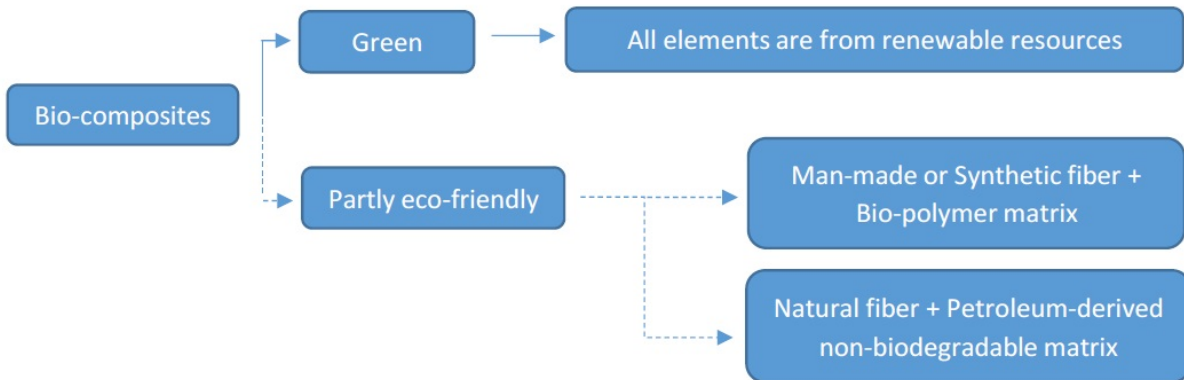 Green
All elements are from renewable resources
Bio-composites
Partly eco-friendly
Man-made or Synthetic fiber +
Bio-polymer matrix
Natural fiber + Petroleum-derived
non-biodegradable matrix